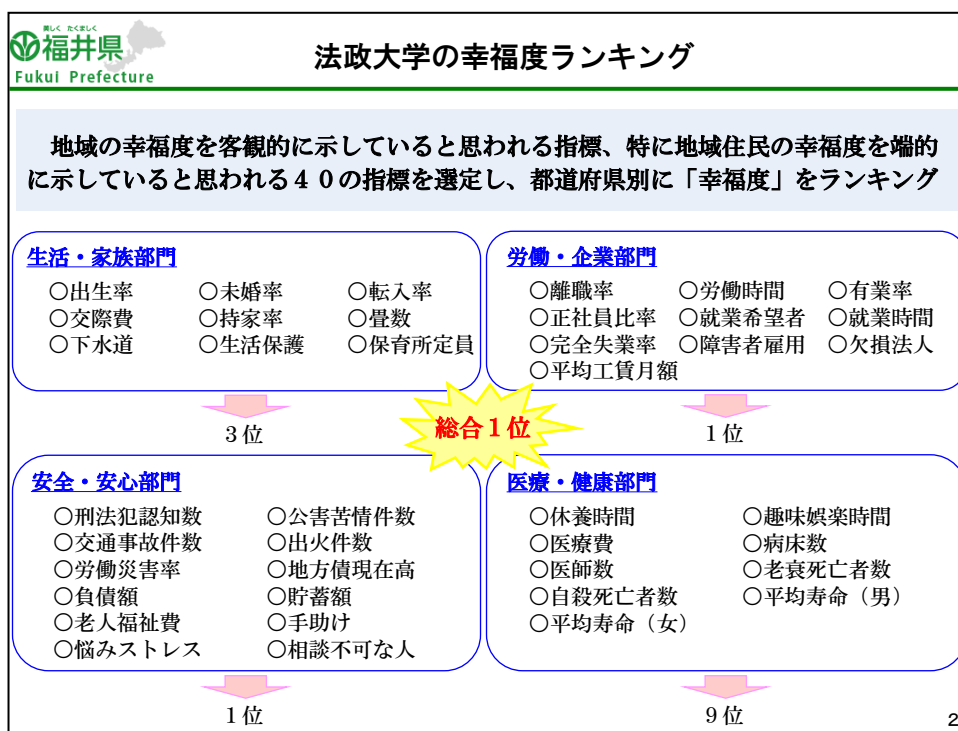 美しく たくましく
福井県
Fukui Prefecture
法政大学の幸福度ランキング
地域の幸福度を客観的に示していると思われる指標、特に地域住民の幸福度を端的
に示していると思われる４０の指標を選定し、都道府県別に「幸福度」をランキング
生活・家族部門
○出生率 ○未婚率 ○転入率
○交際費 ○持家率 ○畳数
○下水道 ○生活保護 ○保育所定員
3位
労働・企業部門
○離職率 ○労働時間 ○有業率
○正社員比率 ○就業希望者 ○就業時間
○完全失業率 ○障害者雇用 ○欠損法人
○平均工賃月額
1位
総合１位
安全・安心部門
○刑法犯認知数 ○公害苦情件数
○交通事故件数 ○出火件数
○労働災害率 ○地方債現在高
○負債額 ○貯蓄額
○老人福祉費 ○手助け
○悩みストレス ○相談不可な人
1位
医療・健康部門
○休養時間 ○趣味娯楽時間
○医療費 ○病床数
○医師数 ○老衰死亡者数
○自殺死亡者数 ○平均寿命（男）
○平均寿命（女）
9位
2